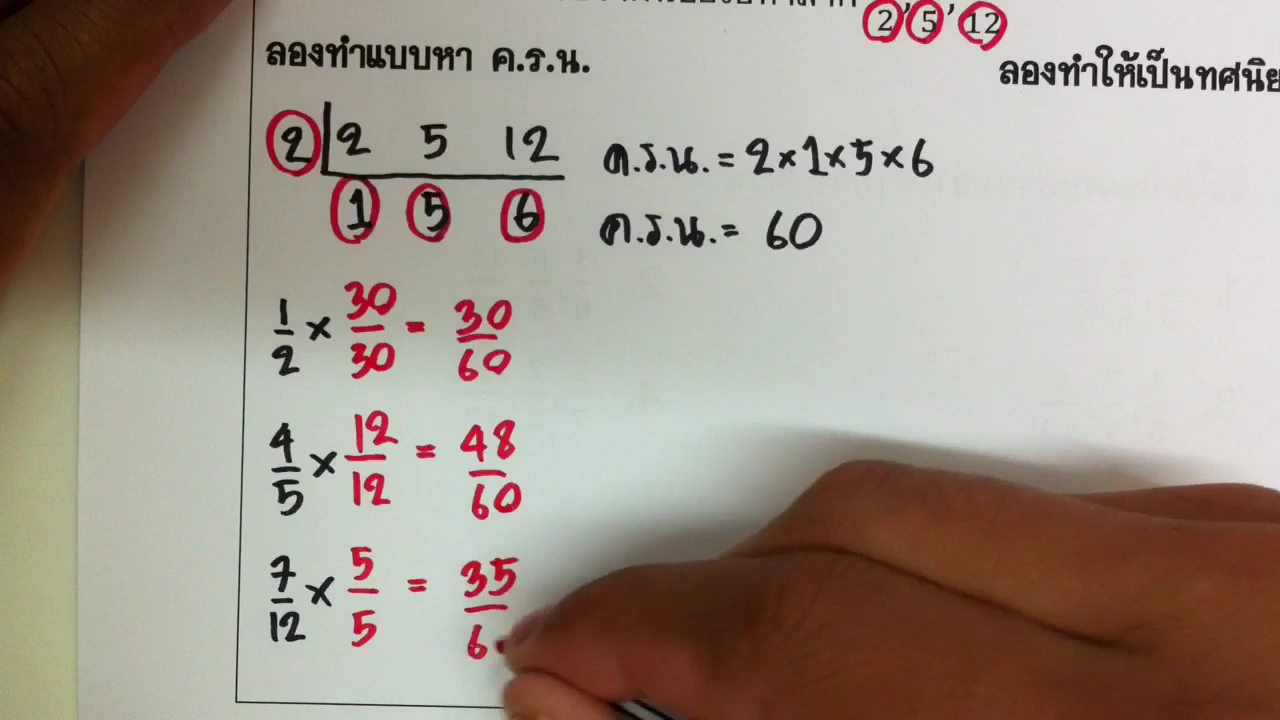 2, 5, 12
ลองทำแบบหา ค.ร.น.
ลองทำให้เป็นทศนิย
2 2 5 12
1 5 6
ค.ร.น. = 2×1×5×6
ค.ร.น. = 60
1/2 × 30/30 = 30/60
4/5 × 12/12 = 48/60
7/12 × 5/5 = 35/6